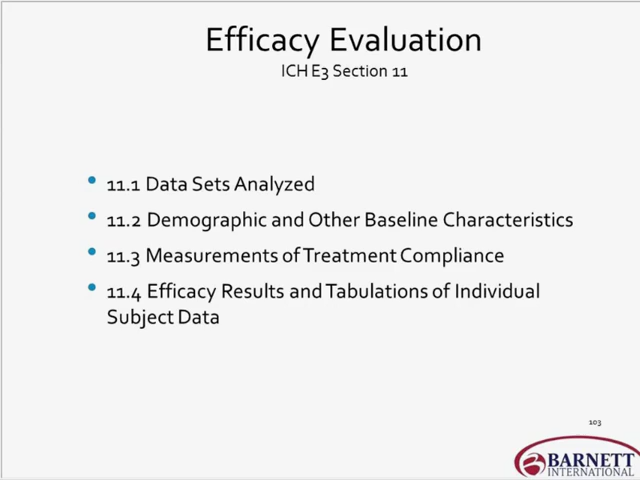 Efficacy Evaluation
ICH E3 Section 11
• 11.1 Data Sets Analyzed
• 11.2 Demographic and Other Baseline Characteristics
• 11.3 Measurements of Treatment Compliance
• 11.4 Efficacy Results and Tabulations of Individual
Subject Data
103
BARNETT
INTERNATIONAL